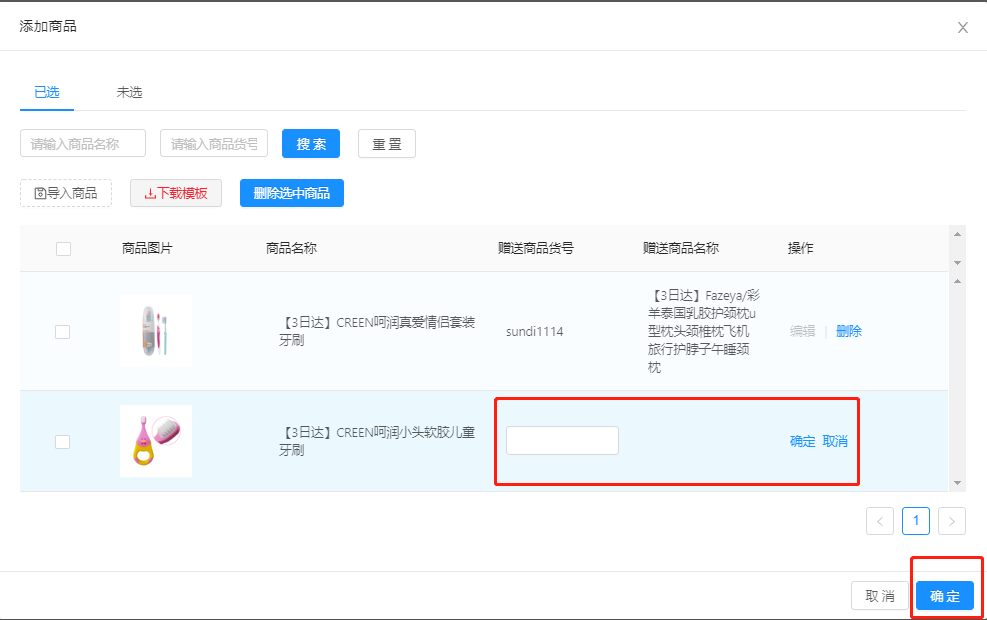 添加商品
已选 未选
请输入商品名称 请输入商品货号 搜索 重置
导入商品 下载模板 删除选中商品
商品图片 商品名称 赠送商品货号 赠送商品名称 操作
【3日达】CREEN呵润真爱情侣套装
牙刷
sundi1114
【3日达】Fazeya/彩
羊泰国乳胶护颈枕u
型枕头颈椎枕飞机
旅行护脖子午睡颈
枕
编辑 | 删除
【3日达】CREEN呵润小头软胶儿童
牙刷
确定 取消
1
取消 确定